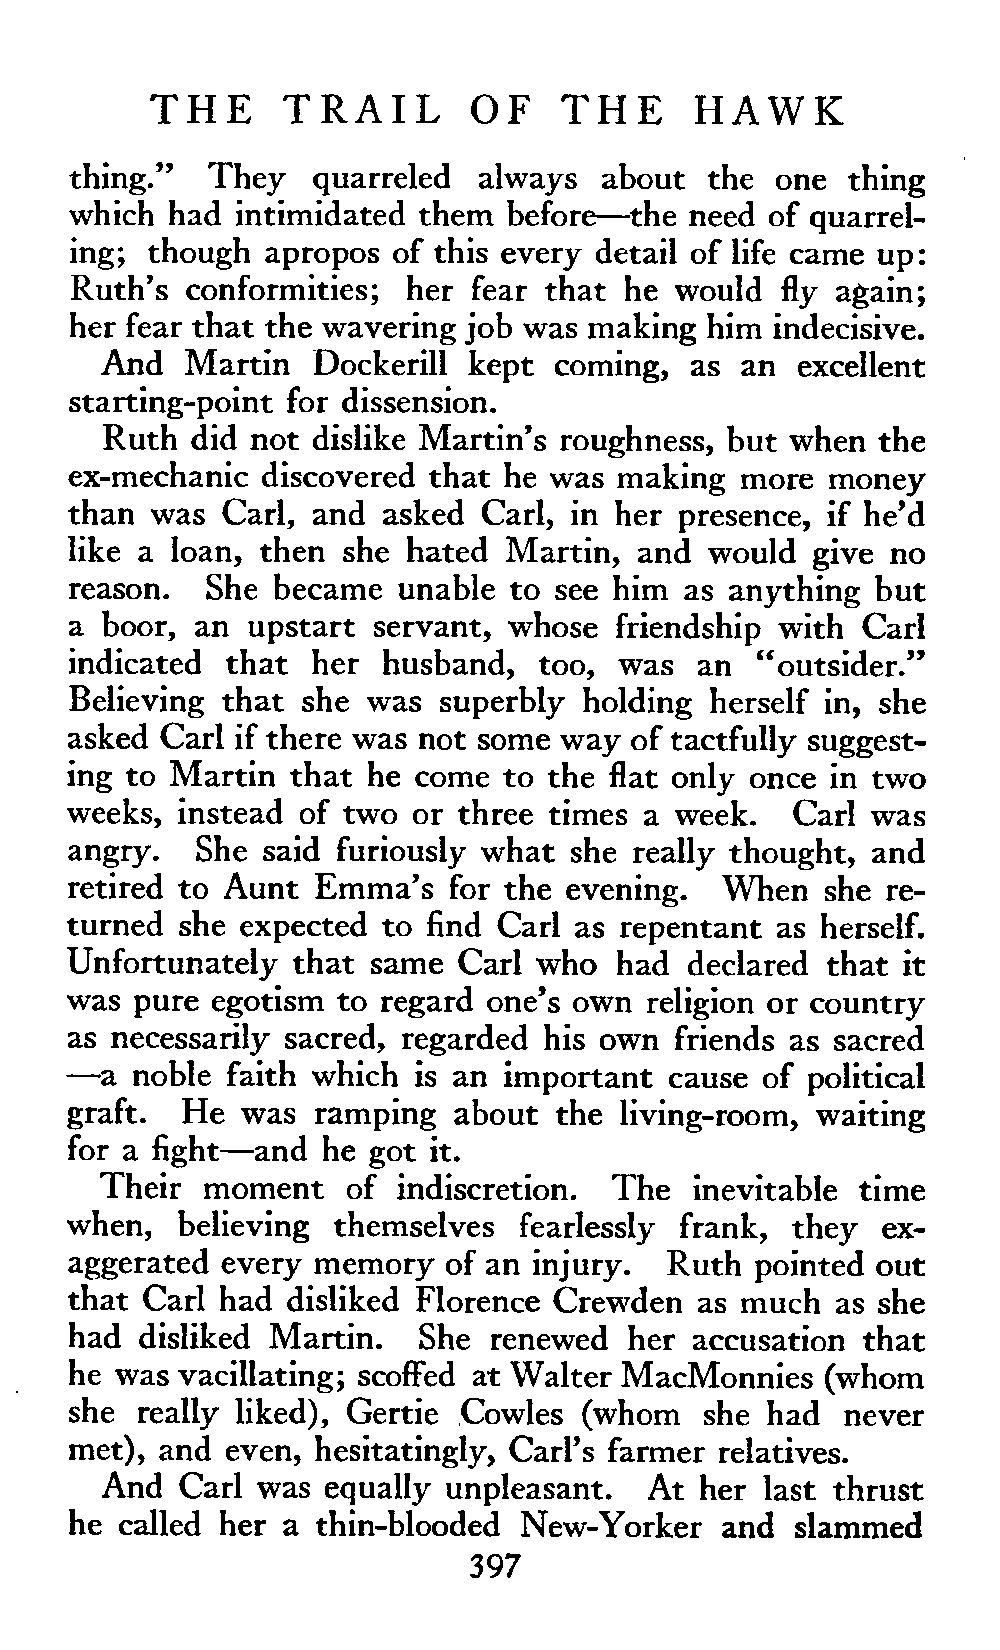 THE TRAIL OF THE HAWK
thing.” They quarreled always about the one thing
which had intimidated them before—the need of quarrel-
ing; though apropos of this every detail of life came up:
Ruth’s conformities; her fear that he would fly again;
her fear that the wavering job was making him indecisive.
And Martin Dockerill kept coming, as an excellent
starting-point for dissension.
Ruth did not dislike Martin’s roughness, but when the
ex-mechanic discovered that he was making more money
than was Carl, and asked Carl, in her presence, if he’d
like a loan, then she hated Martin, and would give no
reason. She became unable to see him as anything but
a boor, an upstart servant, whose friendship with Carl
indicated that her husband, too, was an “outsider.”
Believing that she was superbly holding herself in, she
asked Carl if there was not some way of tactfully suggest-
ing to Martin that he come to the flat only once in two
weeks, instead of two or three times a week. Carl was
angry. She said furiously what she really thought, and
retired to Aunt Emma’s for the evening. When she re-
turned she expected to find Carl as repentant as herself.
Unfortunately that same Carl who had declared that it
was pure egotism to regard one’s own religion or country
as necessarily sacred, regarded his own friends as sacred
—a noble faith which is an important cause of political
graft. He was ramping about the living-room, waiting
for a fight—and he got it.
Their moment of indiscretion. The inevitable time
when, believing themselves fearlessly frank, they ex-
aggerated every memory of an injury. Ruth pointed out
that Carl had disliked Florence Crewden as much as she
had disliked Martin. She renewed her accusation that
he was vacillating; scoffed at Walter MacMonnies (whom
she really liked), Gertie Cowles (whom she had never
met), and even, hesitatingly, Carl’s farmer relatives.
And Carl was equally unpleasant. At her last thrust
he called her a thin-blooded New-Yorker and slammed
397